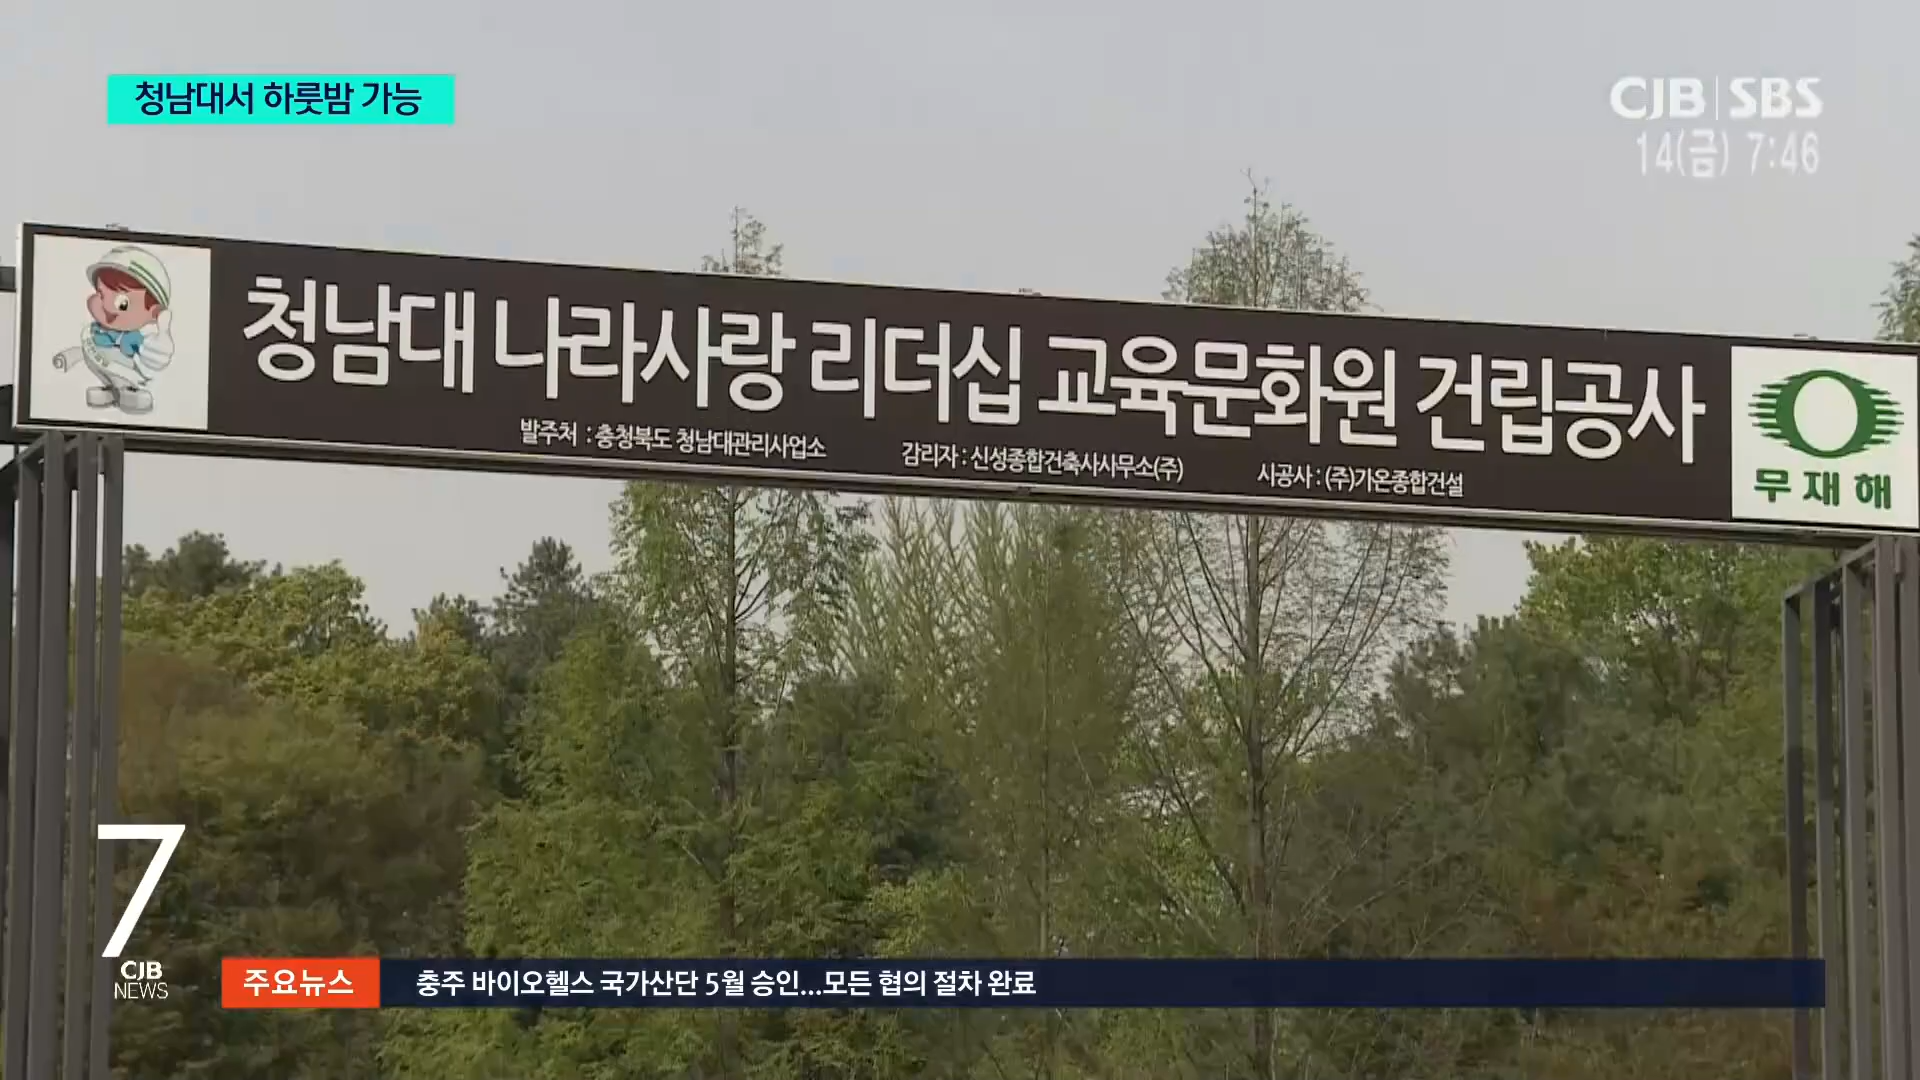 청남대서 하룻밤 가능
CJB SBS
14(금) 7:46
청남대 나라사랑 리더십 교육문화원 건립공사
발주처 : 충청북도 청남대관리사업소 감리자 : 신성종합건축사사무소(주) 시공사 : (주)가온종합건설
무재해
7
CJB
NEWS
주요뉴스 충주 바이오헬스 국가산단 5월 승인...모든 협의 절차 완료